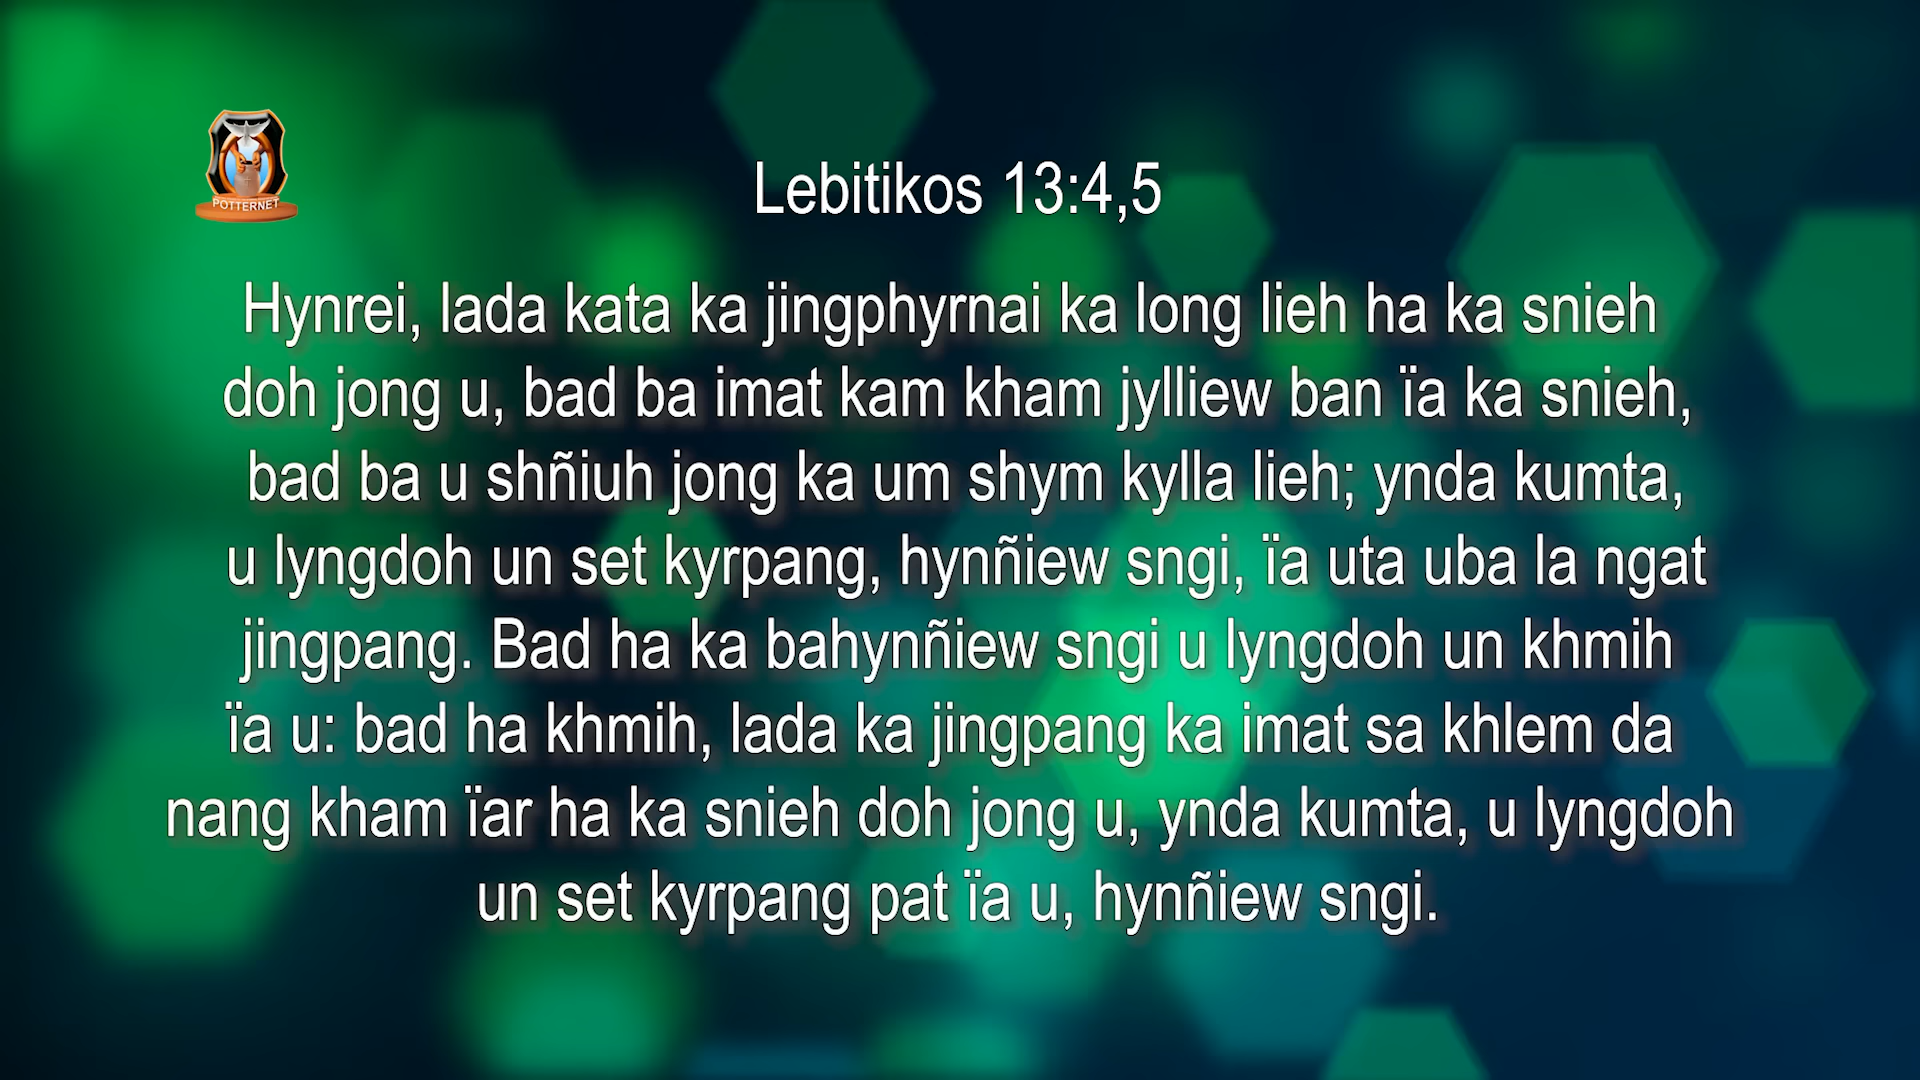 POTTERNET
Lebitikos 13:4,5
Hynrei, lada kata ka jingphyrnai ka long lieh ha ka snieh
doh jong u, bad ba imat kam kham jylliew ban ïa ka snieh,
bad ba u shñiuh jong ka um shym kylla lieh; ynda kumta,
u lyngdoh un set kyrpang, hynñiew sngi, ïa uta uba la ngat
jingpang. Bad ha ka bahynñiew sngi u lyngdoh un khmih
ïa u: bad ha khmih, lada ka jingpang ka imat sa khlem da
nang kham ïar ha ka snieh doh jong u, ynda kumta, u lyngdoh
un set kyrpang pat ïa u, hynñiew sngi.